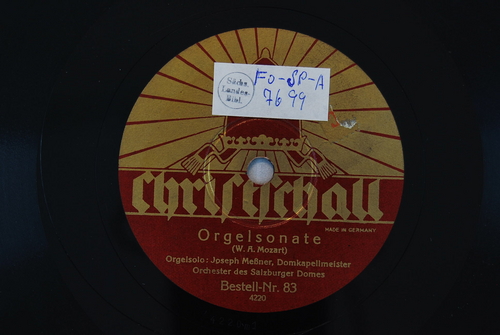 Sächs.
Landes-
Bibl.
FO-SP-A
7699
Christschall
MADE IN GERMANY
Orgelsonate
(W. A. Mozart)
Orgelsolo: Joseph Meßner, Domkapellmeister
Orchester des Salzburger Domes
Bestell-Nr. 83
4220